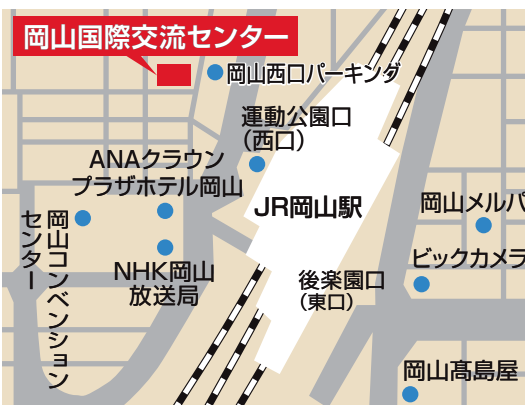 岡山国際交流センター
岡山西口パーキング
運動公園口
(西口)
ANAクラウン
プラザホテル岡山
JR岡山駅
岡山メルパ
岡山コンベンション
センター
NHK岡山
放送局
後楽園口
(東口)
ビックカメラ
岡山髙島屋